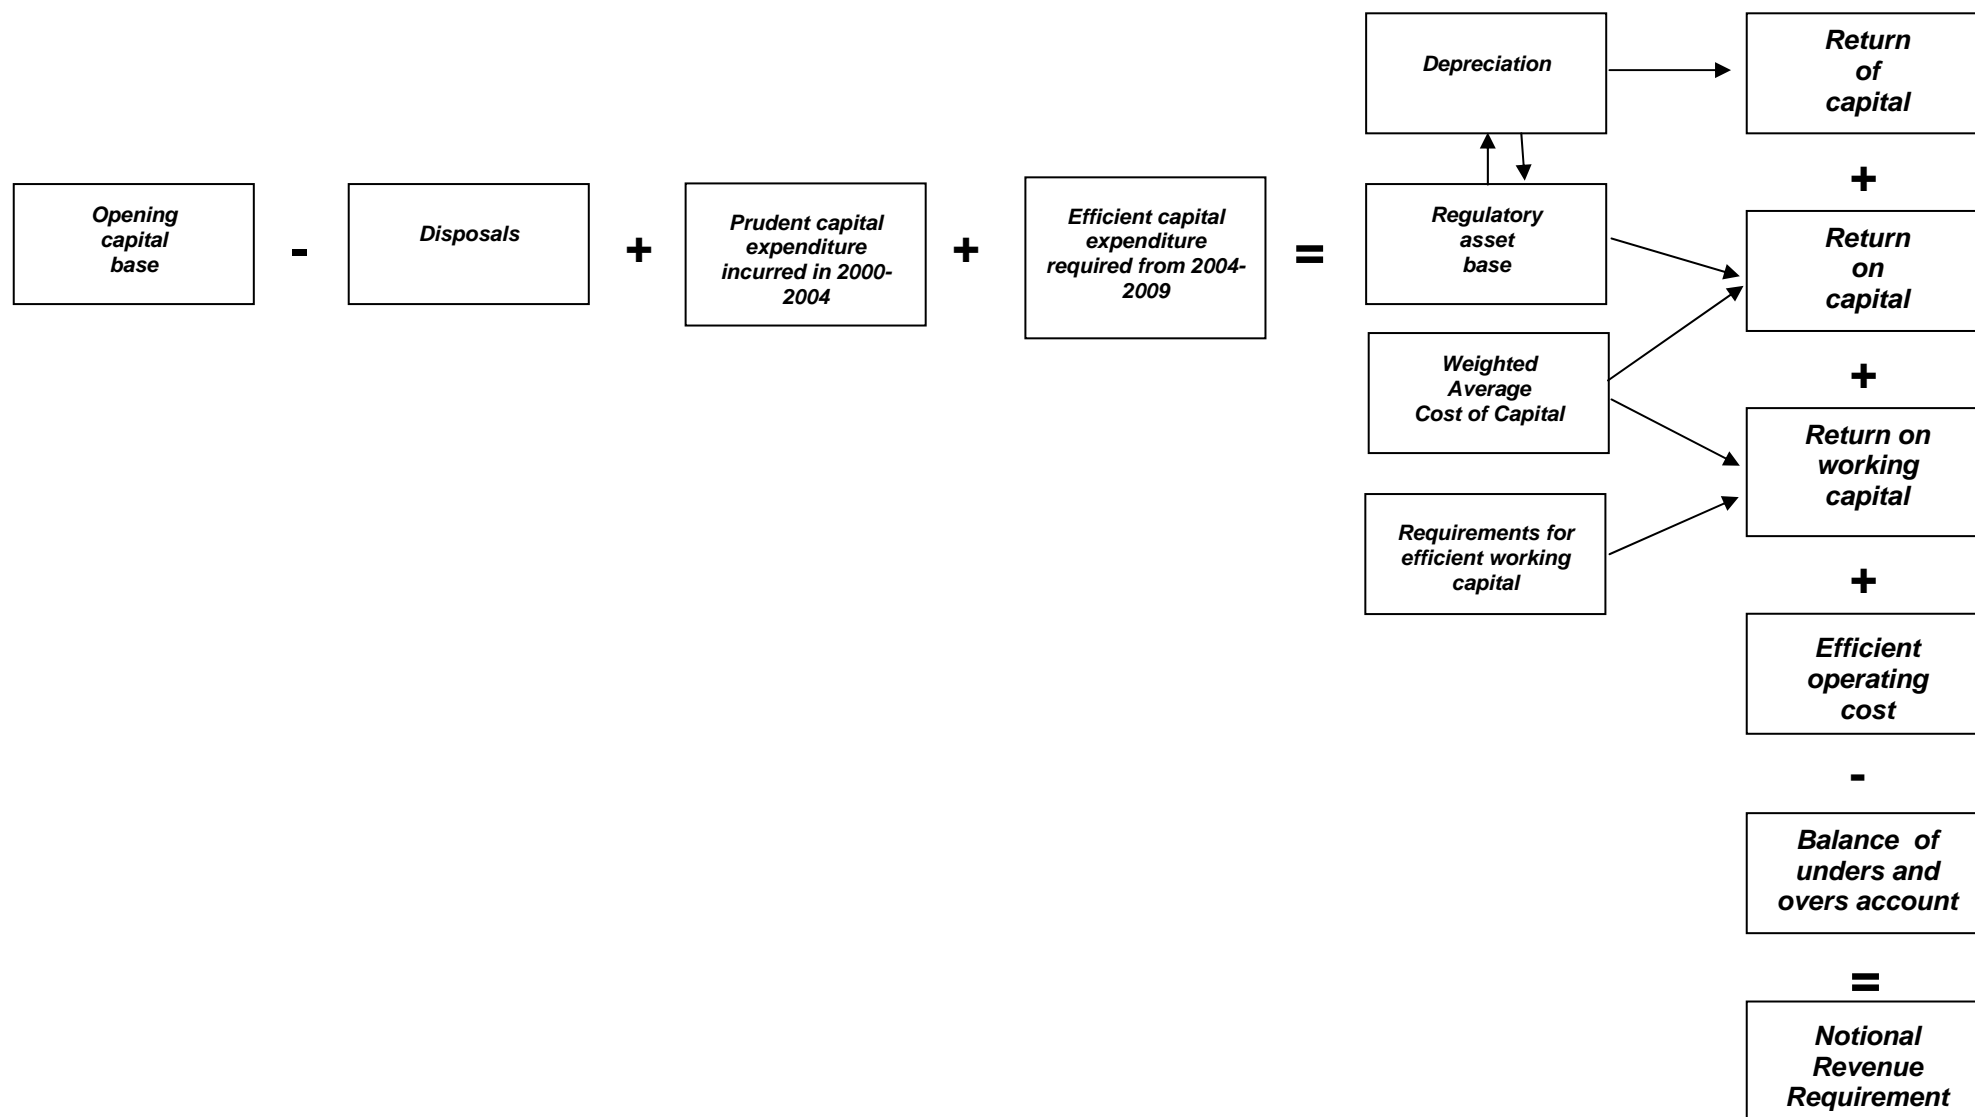 Opening
capital
base
-
Disposals
+
Prudent capital
expenditure
incurred in 2000-
2004
+
Efficient capital
expenditure
required from 2004-
2009
=
Depreciation
Regulatory
asset
base
Weighted
Average
Cost of Capital
Requirements for
efficient working
capital
Return
of
capital
+
Return
on
capital
+
Return on
working
capital
+
Efficient
operating
cost
-
Balance of
unders and
overs account
=
Notional
Revenue
Requirement